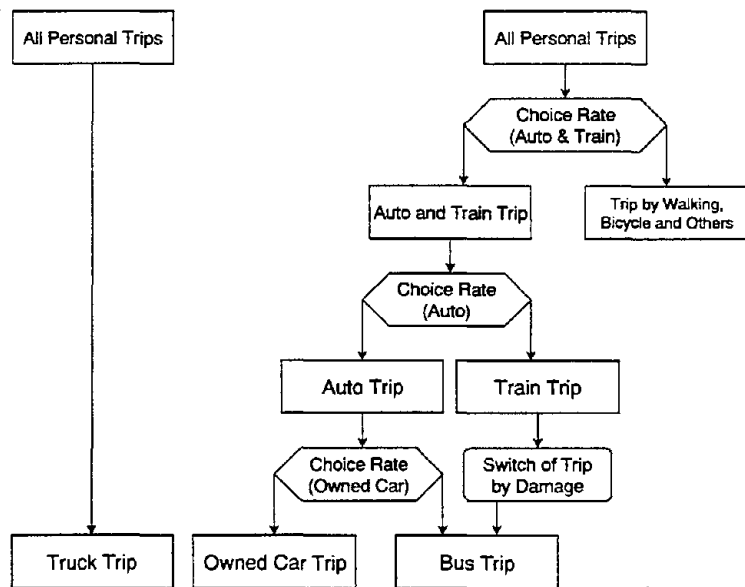 All Personal Trips
All Personal Trips
Choice Rate
(Auto & Train)
Auto and Train Trip
Trip by Walking,
Bicycle and Others
Choice Rate
(Auto)
Auto Trip
Train Trip
Choice Rate
(Owned Car)
Switch of Trip
by Damage
Truck Trip
Owned Car Trip
Bus Trip